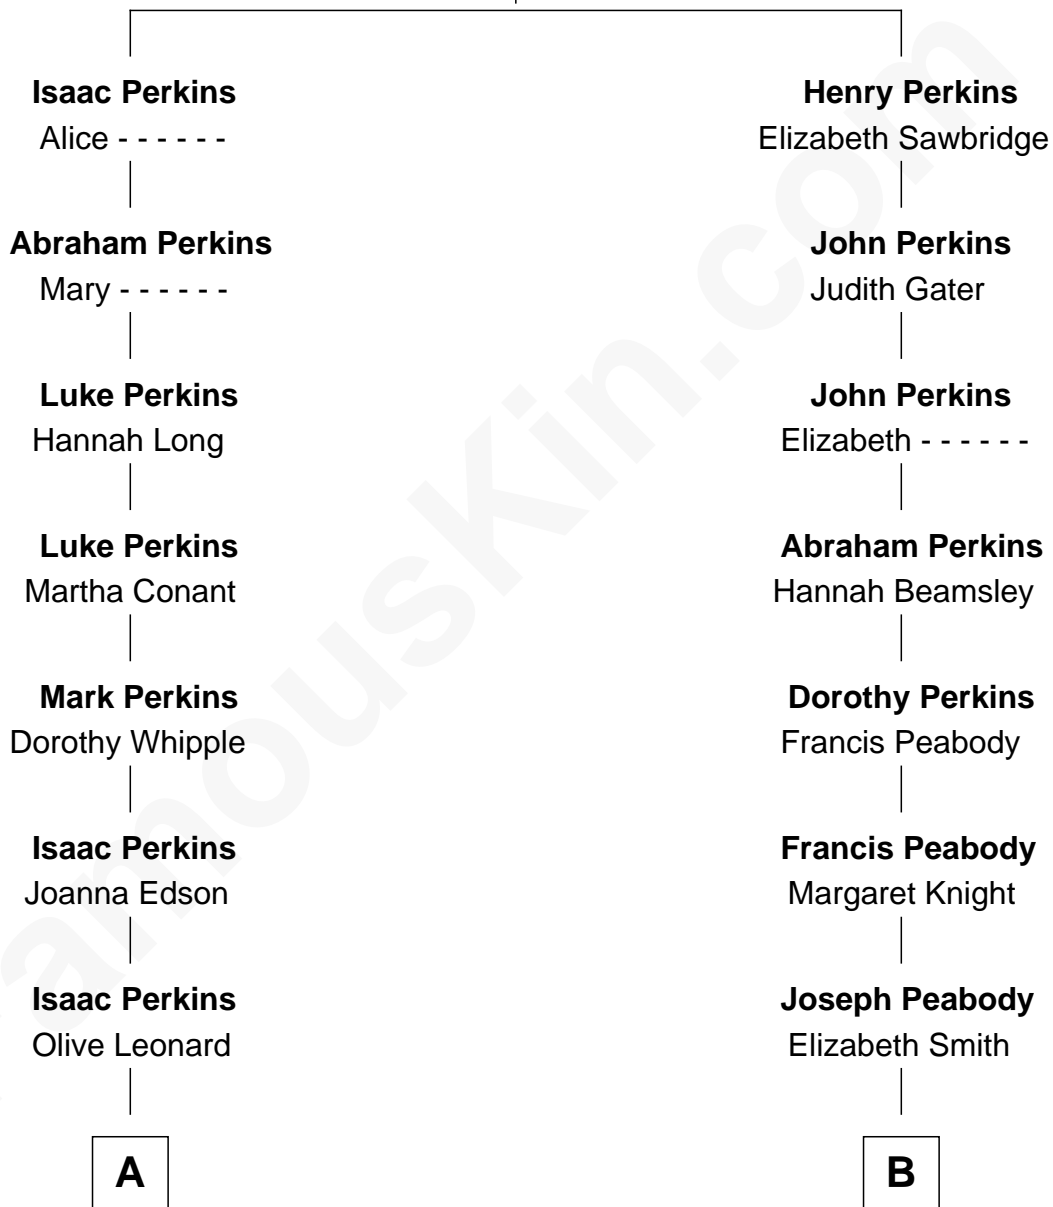 Isaac Perkins
Alice - - - - - -
Abraham Perkins
Mary - - - - - -
Luke Perkins
Hannah Long
Luke Perkins
Martha Conant
Mark Perkins
Dorothy Whipple
Isaac Perkins
Joanna Edson
Isaac Perkins
Olive Leonard
A
Henry Perkins
Elizabeth Sawbridge
John Perkins
Judith Gater
John Perkins
Elizabeth - - - - - -
Abraham Perkins
Hannah Beamsley
Dorothy Perkins
Francis Peabody
Francis Peabody
Margaret Knight
Joseph Peabody
Elizabeth Smith
B
amouskin.com